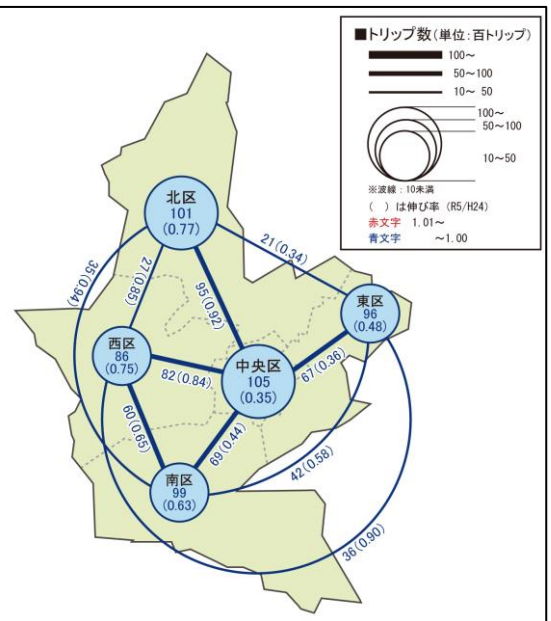 ■トリップ数(単位:百トリップ)
100～
50～100
10～ 50
100～
50～100
10～50
※波線：10未満
( )は伸び率 (R5/H24)
赤文字 1.01～
青文字 ～1.00
北区
101
(0.77)
21(0.34)
35(0.94)
27(0.85)
95(0.92)
東区
96
(0.48)
西区
86
(0.75)
82(0.84)
中央区
105
(0.35)
67(0.36)
60(0.65)
69(0.44)
42(0.58)
南区
99
(0.63)
36(0.90)